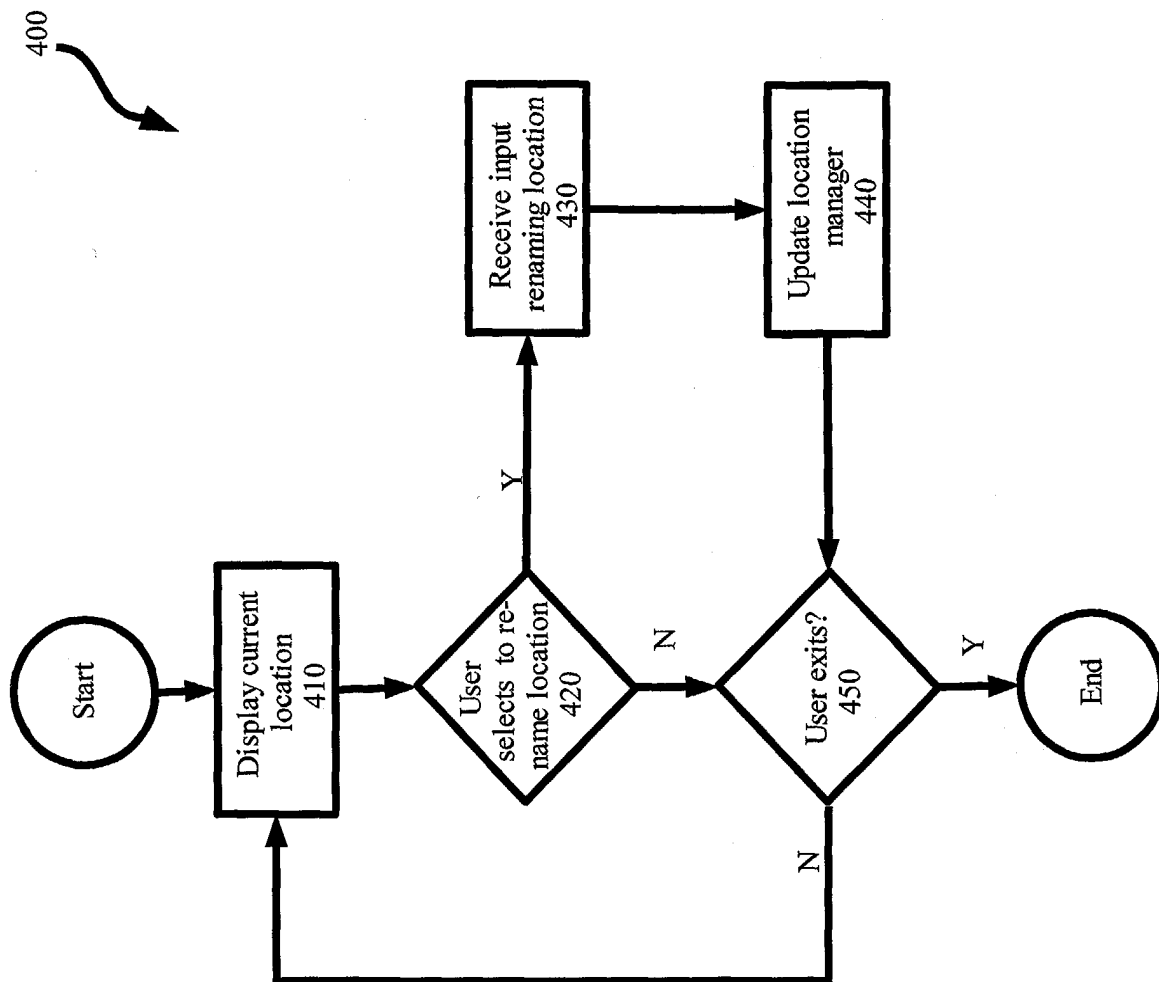 400
Start
Display current
location
410
User
selects to re-
name location
420
Y
Receive input
renaming location
430
N
Update location
manager
440
User exits?
450
N
Y
End